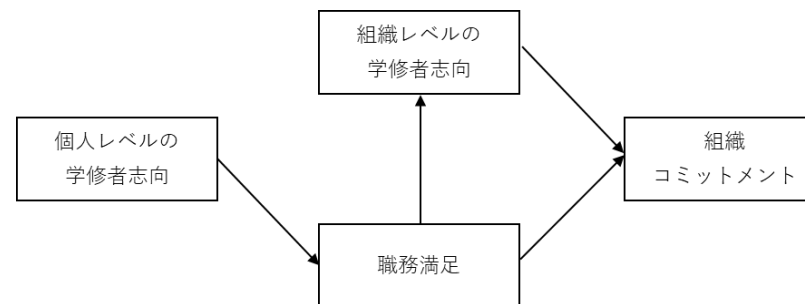 組織レベルの
学修者志向
個人レベルの
学修者志向
組織
コミットメント
職務満足